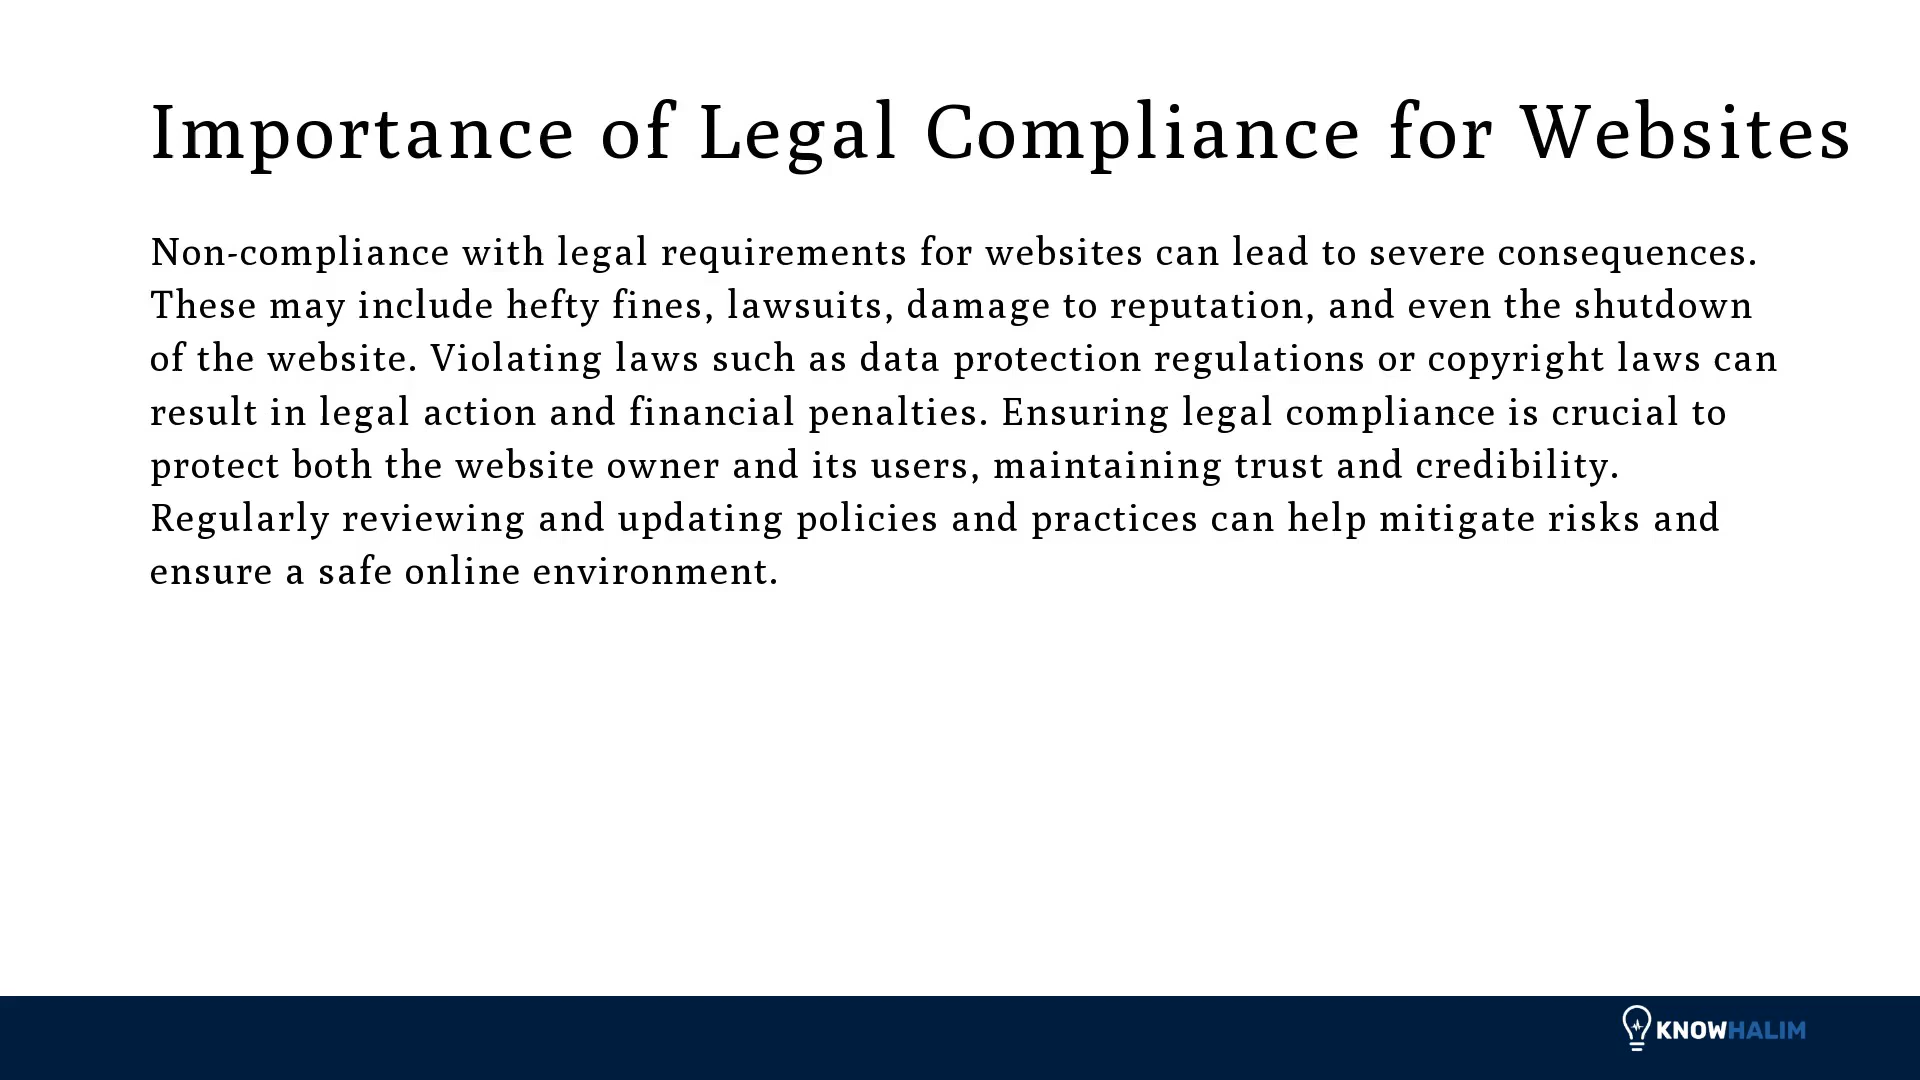 Importance of Legal Compliance for Websites
Non-compliance with legal requirements for websites can lead to severe consequences.
These may include hefty fines, lawsuits, damage to reputation, and even the shutdown
of the website. Violating laws such as data protection regulations or copyright laws can
result in legal action and financial penalties. Ensuring legal compliance is crucial to
protect both the website owner and its users, maintaining trust and credibility.
Regularly reviewing and updating policies and practices can help mitigate risks and
ensure a safe online environment.
KNOWHALIM